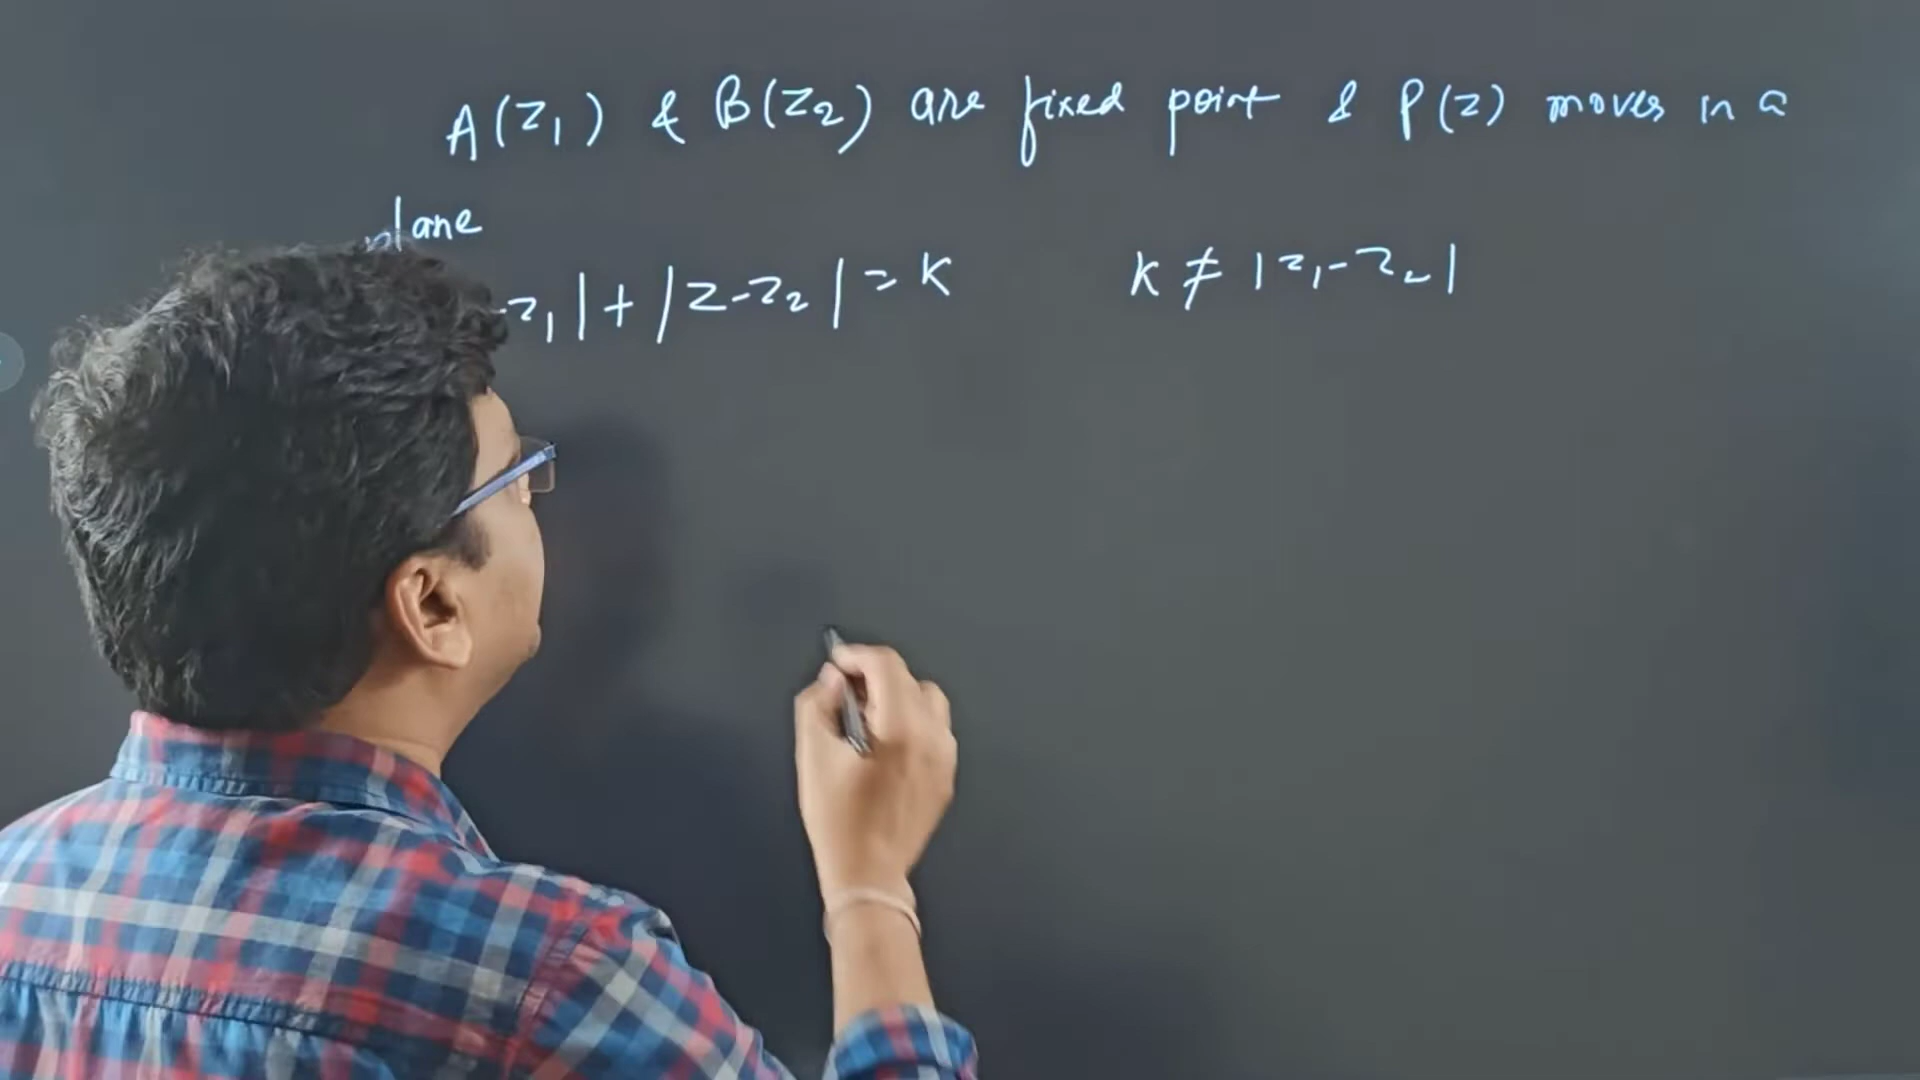 A(z₁) & B(z₂) are fixed point & P(z) moves in a
plane
-z₁|+|z-z₂|=K K≠|z₁-z₂|